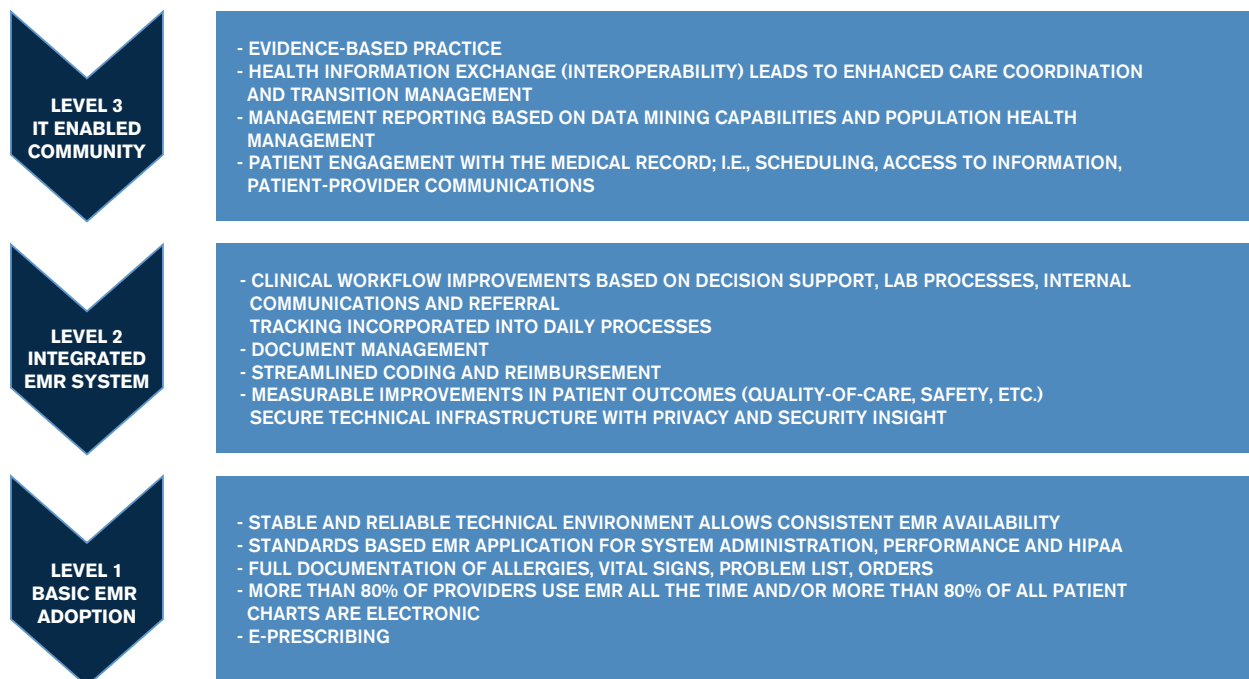 LEVEL 3
IT ENABLED
COMMUNITY
- EVIDENCE-BASED PRACTICE
- HEALTH INFORMATION EXCHANGE (INTEROPERABILITY) LEADS TO ENHANCED CARE COORDINATION
AND TRANSITION MANAGEMENT
- MANAGEMENT REPORTING BASED ON DATA MINING CAPABILITIES AND POPULATION HEALTH
MANAGEMENT
- PATIENT ENGAGEMENT WITH THE MEDICAL RECORD; I.E., SCHEDULING, ACCESS TO INFORMATION,
PATIENT-PROVIDER COMMUNICATIONS
LEVEL 2
INTEGRATED
EMR SYSTEM
- CLINICAL WORKFLOW IMPROVEMENTS BASED ON DECISION SUPPORT, LAB PROCESSES, INTERNAL
COMMUNICATIONS AND REFERRAL
TRACKING INCORPORATED INTO DAILY PROCESSES
- DOCUMENT MANAGEMENT
- STREAMLINED CODING AND REIMBURSEMENT
- MEASURABLE IMPROVEMENTS IN PATIENT OUTCOMES (QUALITY-OF-CARE, SAFETY, ETC.)
SECURE TECHNICAL INFRASTRUCTURE WITH PRIVACY AND SECURITY INSIGHT
LEVEL 1
BASIC EMR
ADOPTION
- STABLE AND RELIABLE TECHNICAL ENVIRONMENT ALLOWS CONSISTENT EMR AVAILABILITY
- STANDARDS BASED EMR APPLICATION FOR SYSTEM ADMINISTRATION, PERFORMANCE AND HIPAA
- FULL DOCUMENTATION OF ALLERGIES, VITAL SIGNS, PROBLEM LIST, ORDERS
- MORE THAN 80% OF PROVIDERS USE EMR ALL THE TIME AND/OR MORE THAN 80% OF ALL PATIENT
CHARTS ARE ELECTRONIC
- E-PRESCRIBING